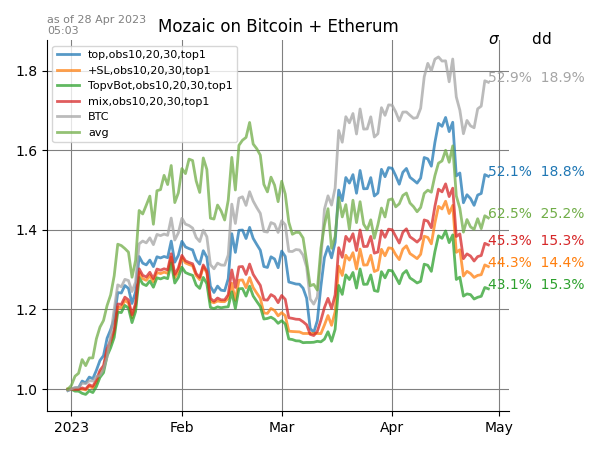 as of 28 Apr 2023
05:03
Mozaic on Bitcoin + Etherum
σ dd
top,obs10,20,30,top1
+SL,obs10,20,30,top1
TopvBot,obs10,20,30,top1
mix,obs10,20,30,top1
BTC
avg
1.8
1.6
1.4
1.2
1.0
52.9% 18.9%
52.1% 18.8%
62.5% 25.2%
45.3% 15.3%
44.3% 14.4%
43.1% 15.3%
2023 Feb Mar Apr May